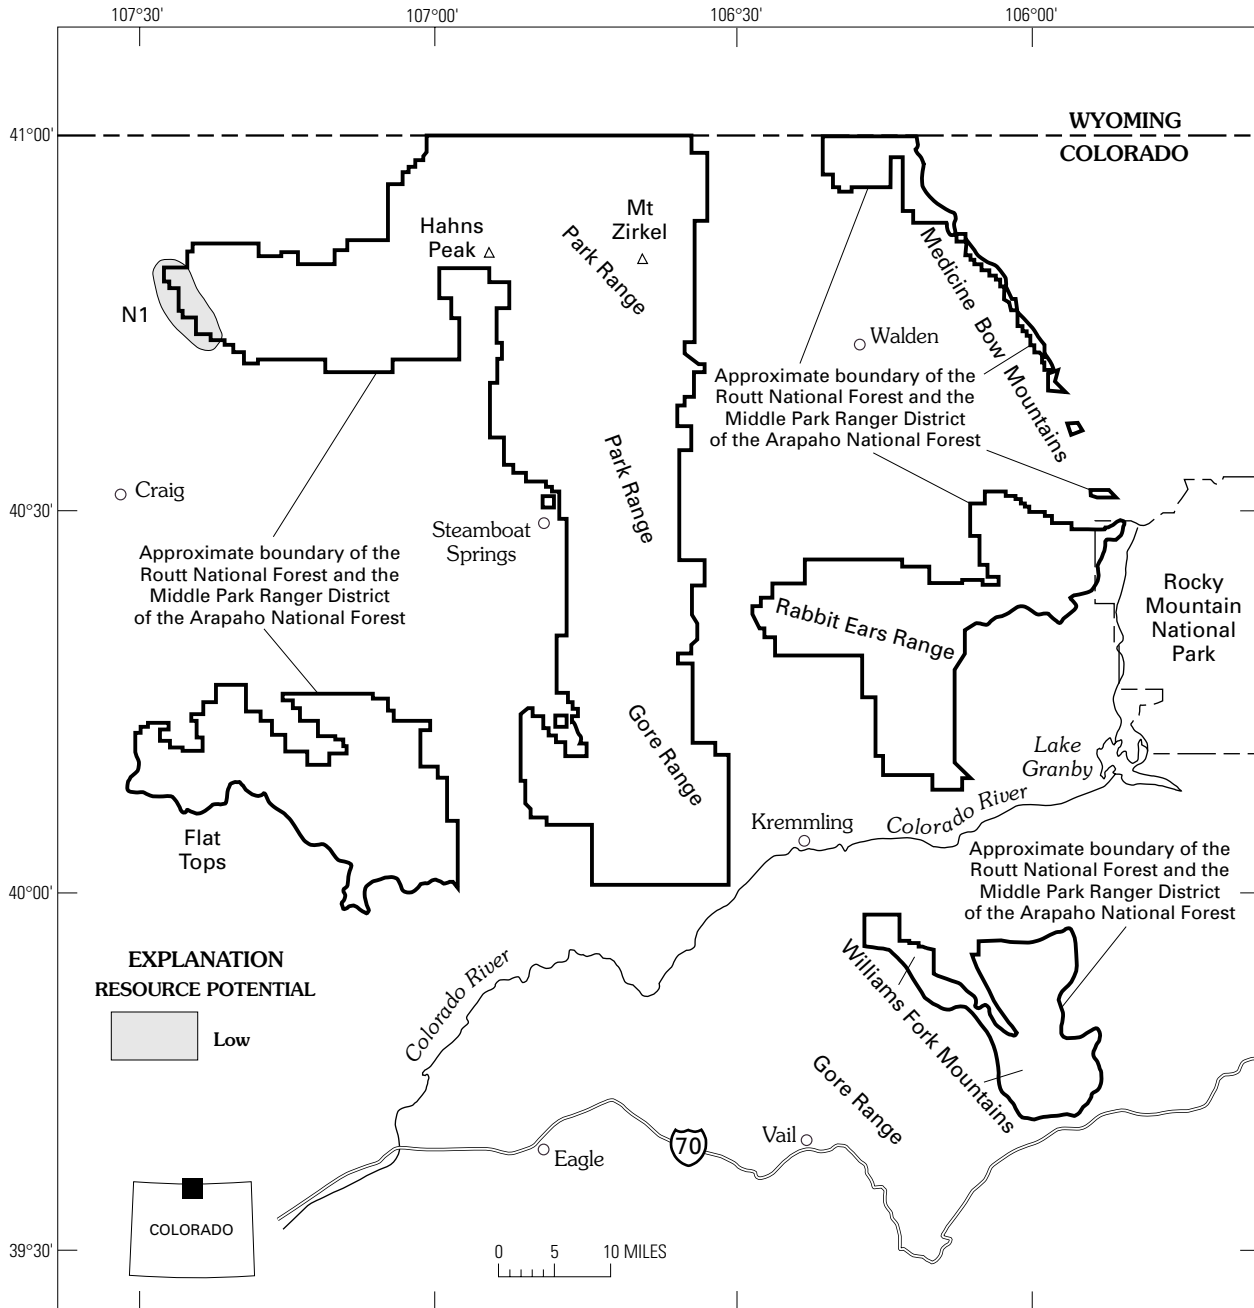 107°30'
107°00'
106°30'
106°00'
41°00'
WYOMING
COLORADO
Hahns
Peak
Mt
Zirkel
Park Range
N1
Medicine Bow Mountains
Walden
Approximate boundary of the
Routt National Forest and the
Middle Park Ranger District
of the Arapaho National Forest
Park Range
Craig
40°30'
Steamboat
Springs
Approximate boundary of the
Routt National Forest and the
Middle Park Ranger District
of the Arapaho National Forest
Rocky
Mountain
National
Park
Rabbit Ears Range
Gore Range
Lake
Granby
Colorado River
Kremmling
Flat
Tops
Approximate boundary of the
Routt National Forest and the
Middle Park Ranger District
of the Arapaho National Forest
40°00'
EXPLANATION
RESOURCE POTENTIAL
Low
Colorado River
Williams Fork Mountains
Gore Range
Vail
70
Eagle
COLORADO
39°30'
0 5 10 MILES